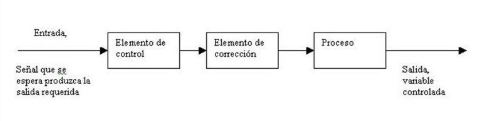 Entrada,
Elemento de
control
Elemento de
corrección
Proceso
Señal que se
espera produzca la
salida requerida
Salida,
variable
controlada